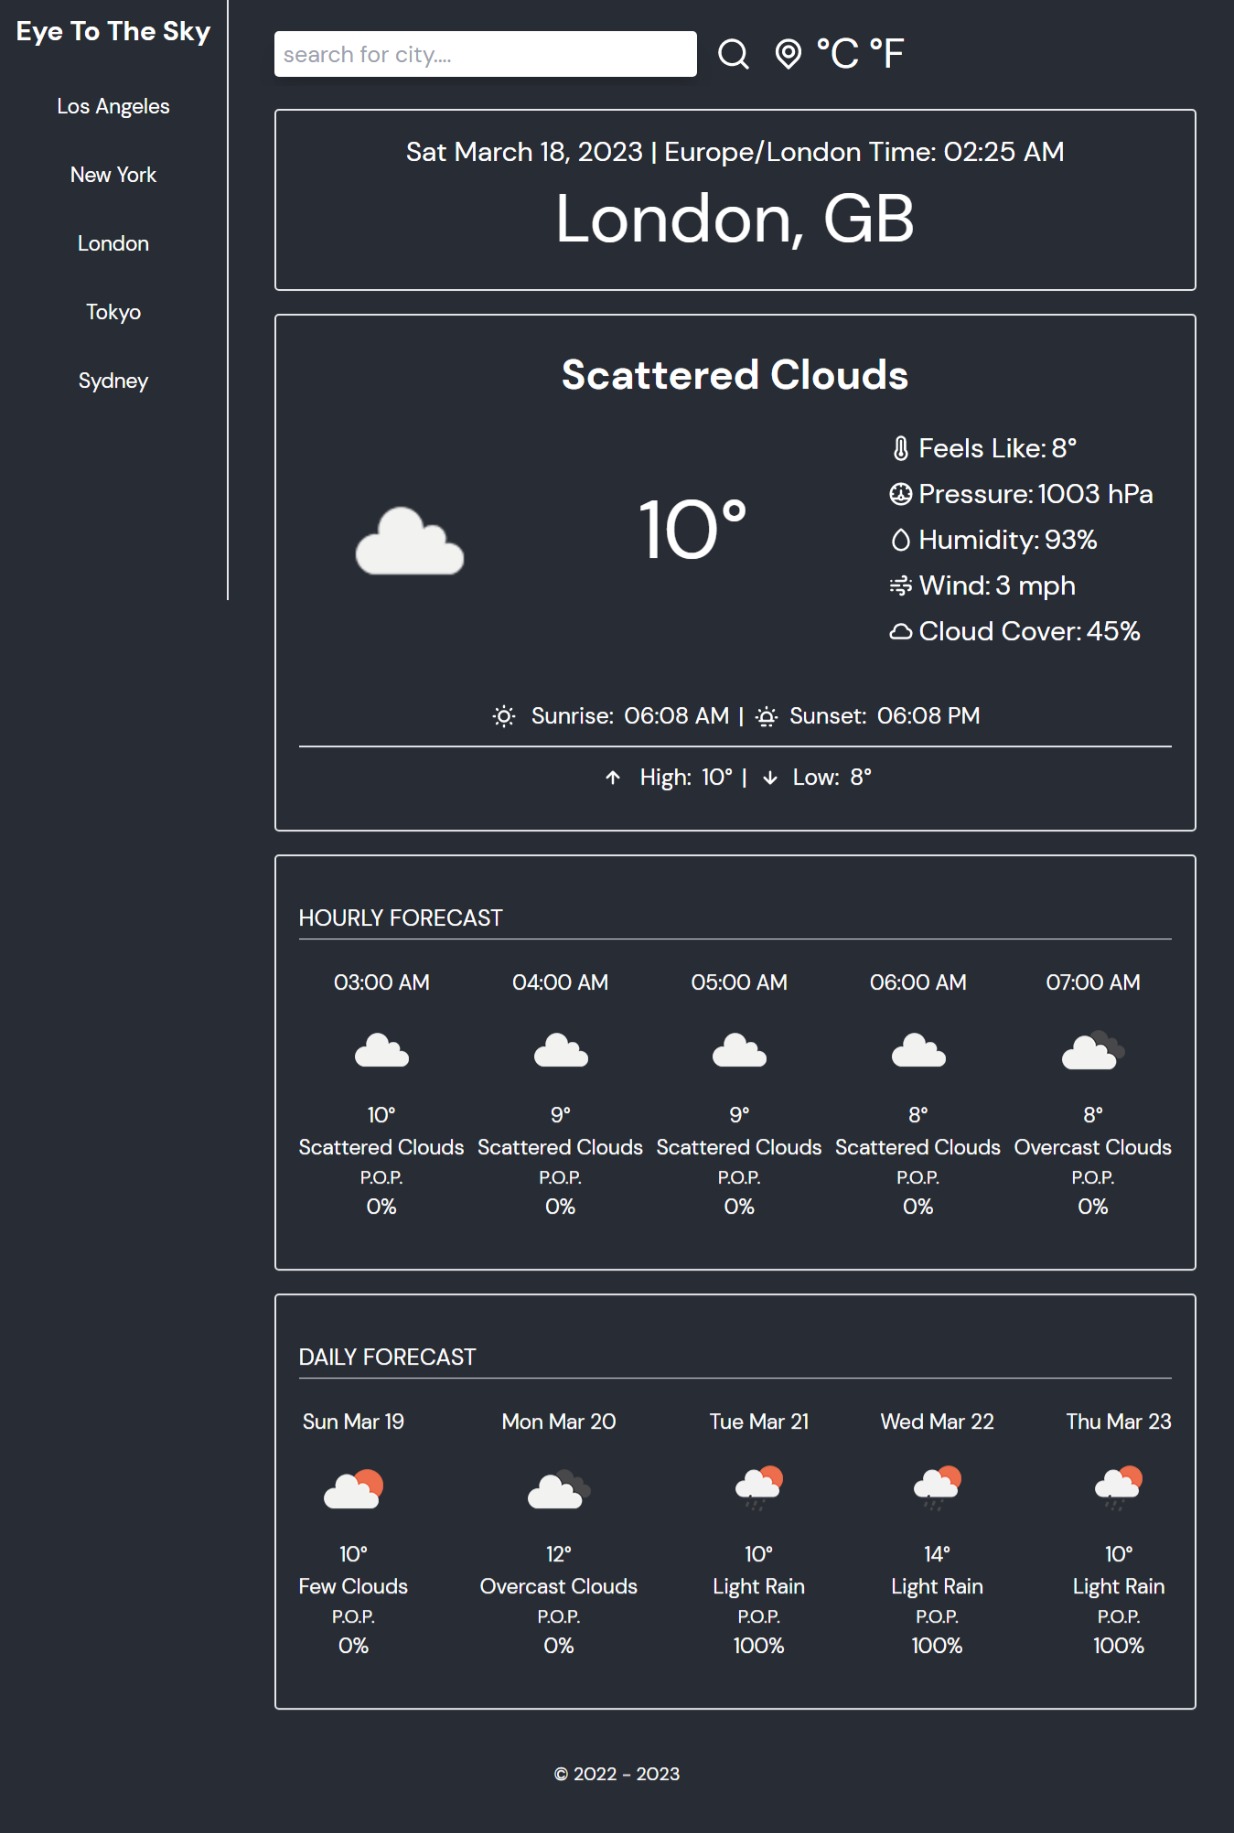 Eye To The Sky
Los Angeles
New York
London
Tokyo
Sydney
search for city....
°C °F
Sat March 18, 2023 | Europe/London Time: 02:25 AM
London, GB
Scattered Clouds
10°
Feels Like: 8°
Pressure: 1003 hPa
Humidity: 93%
Wind: 3 mph
Cloud Cover: 45%
Sunrise: 06:08 AM | Sunset: 06:08 PM
High: 10° | Low: 8°
HOURLY FORECAST
03:00 AM 04:00 AM 05:00 AM 06:00 AM 07:00 AM
10° 9° 9° 8° 8°
Scattered Clouds Scattered Clouds Scattered Clouds Scattered Clouds Overcast Clouds
P.O.P. P.O.P. P.O.P. P.O.P. P.O.P.
0% 0% 0% 0% 0%
DAILY FORECAST
Sun Mar 19 Mon Mar 20 Tue Mar 21 Wed Mar 22 Thu Mar 23
10° 12° 10° 14° 10°
Few Clouds Overcast Clouds Light Rain Light Rain Light Rain
P.O.P. P.O.P. P.O.P. P.O.P. P.O.P.
0% 0% 100% 100% 100%
© 2022 - 2023